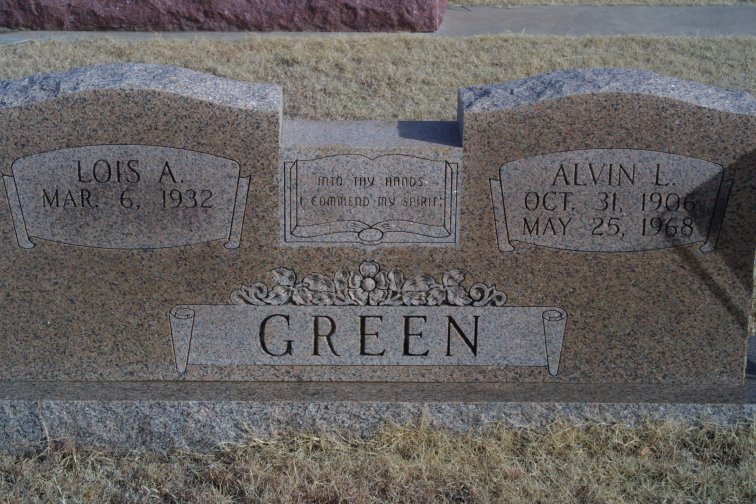 LOIS A.
MAR. 6, 1932
INTO THY HANDS
I COMMEND MY SPIRIT
ALVIN L.
OCT. 31, 1906
MAY 25, 1968
GREEN